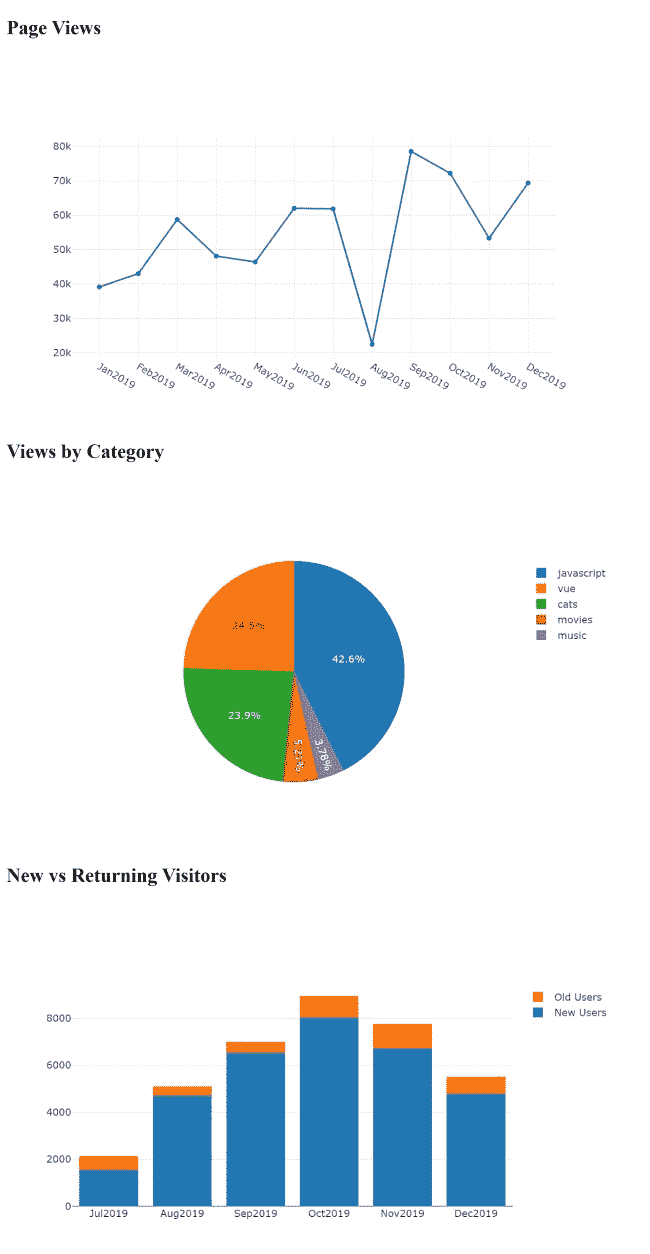 Page Views
80k
70k
60k
50k
40k
30k
20k
Jan2019 Feb2019 Mar2019 Apr2019 May2019 Jun2019 Jul2019 Aug2019 Sep2019 Oct2019 Nov2019 Dec2019
Views by Category
javascript
vue
cats
movies
music
24.5%
42.6%
23.9%
5.21%
3.78%
New vs Returning Visitors
Old Users
New Users
8000
6000
4000
2000
0
Jul2019 Aug2019 Sep2019 Oct2019 Nov2019 Dec2019